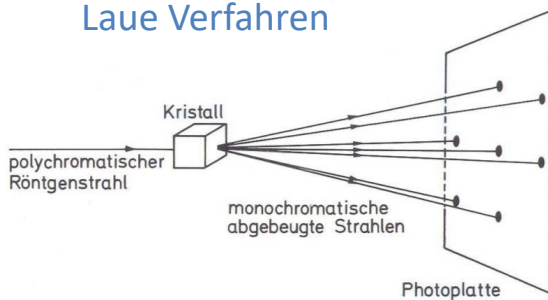 Laue Verfahren
Kristall
polychromatischer
Röntgenstrahl
monochromatische
abgebeugte Strahlen
Photoplatte